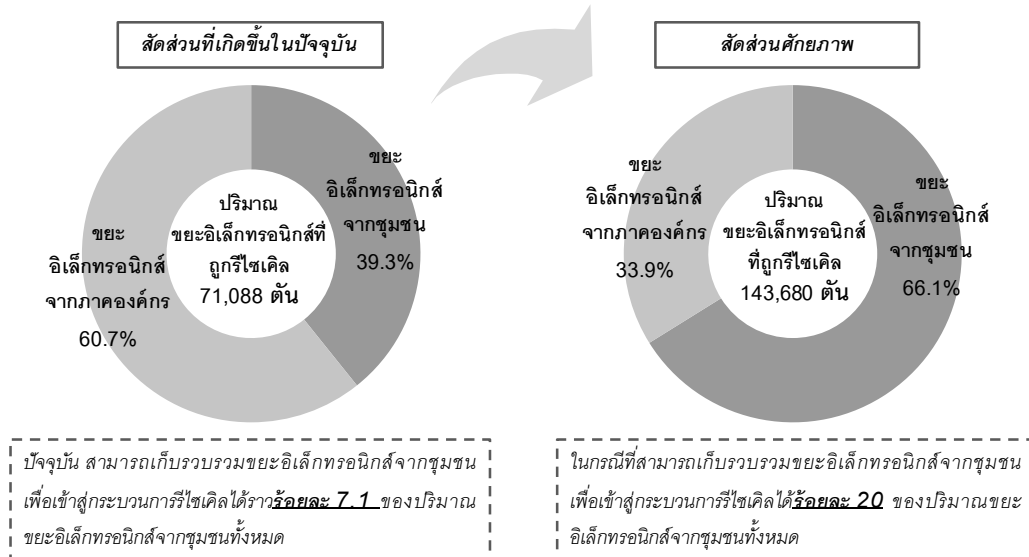 สัดส่วนที่เกิดขึ้นในปัจจุบัน
ขยะ
อิเล็กทรอนิกส์
จากชุมชน
39.3%
ปริมาณ
ขยะอิเล็กทรอนิกส์ที่
ถูกรีไซเคิล
71,088 ตัน
ขยะ
อิเล็กทรอนิกส์
จากภาคองค์กร
60.7%
ปัจจุบัน สามารถเก็บรวบรวมขยะอิเล็กทรอนิกส์จากชุมชน
เพื่อเข้าสู่กระบวนการรีไซเคิลได้ราวร้อยละ 7.1 ของปริมาณ
ขยะอิเล็กทรอนิกส์จากชุมชนทั้งหมด
สัดส่วนศักยภาพ
ขยะ
อิเล็กทรอนิกส์
จากภาคองค์กร
33.9%
ปริมาณ
ขยะอิเล็กทรอนิกส์
ที่ถูกรีไซเคิล
143,680 ตัน
ขยะ
อิเล็กทรอนิกส์
จากชุมชน
66.1%
ในกรณีที่สามารถเก็บรวบรวมขยะอิเล็กทรอนิกส์จากชุมชน
เพื่อเข้าสู่กระบวนการรีไซเคิลได้ร้อยละ 20 ของปริมาณขยะ
อิเล็กทรอนิกส์จากชุมชนทั้งหมด